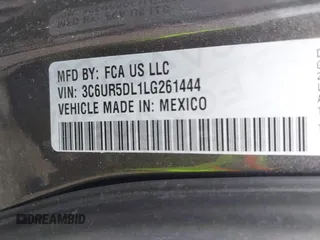 MFD BY: FCA US LLC
VIN: 3C6UR5DL1LG261444
VEHICLE MADE IN: MEXICO
DREAMBID